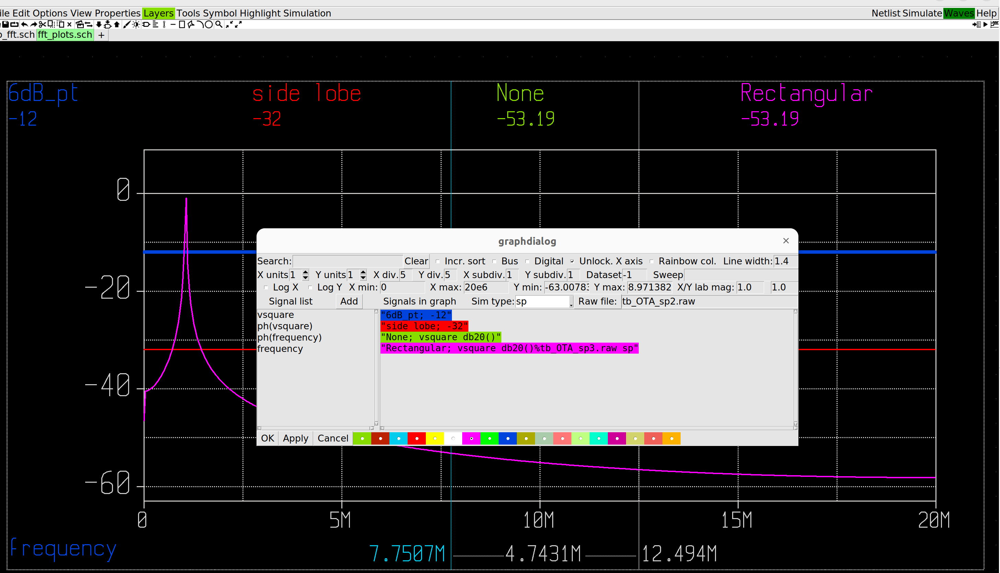 ile Edit Options View Properties Layers Tools Symbol Highlight Simulation Netlist Simulate Waves Help
_fft.sch fft_plots.sch +
6dB_pt side lobe None Rectangular
-12 -32 -53.19 -53.19
0
-20
-40
-60
graphdialog
Search: Clear Incr. sort Bus Digital Unlock. X axis Rainbow col. Line width: 1.4
X units 1 Y units 1 X div. 5 Y div. 5 X subdiv. 1 Y subdiv. 1 Dataset -1 Sweep
Log X Log Y X min: 0 X max: 20e6 Y min: -63.0078 Y max: 8.971382 X/Y lab mag: 1.0 1.0
Signal list Add Signals in graph Sim type: sp Raw file: tb_OTA_sp2.raw
vsquare
ph(vsquare)
ph(frequency)
frequency
"6dB_pt; -12"
"side lobe; -32"
"None; vsquare db20()"
"Rectangular; vsquare db20()%tb_OTA_sp3.raw sp"
OK Apply Cancel
0 5M 10M 15M 20M
frequency 7.7507M 4.7431M 12.494M